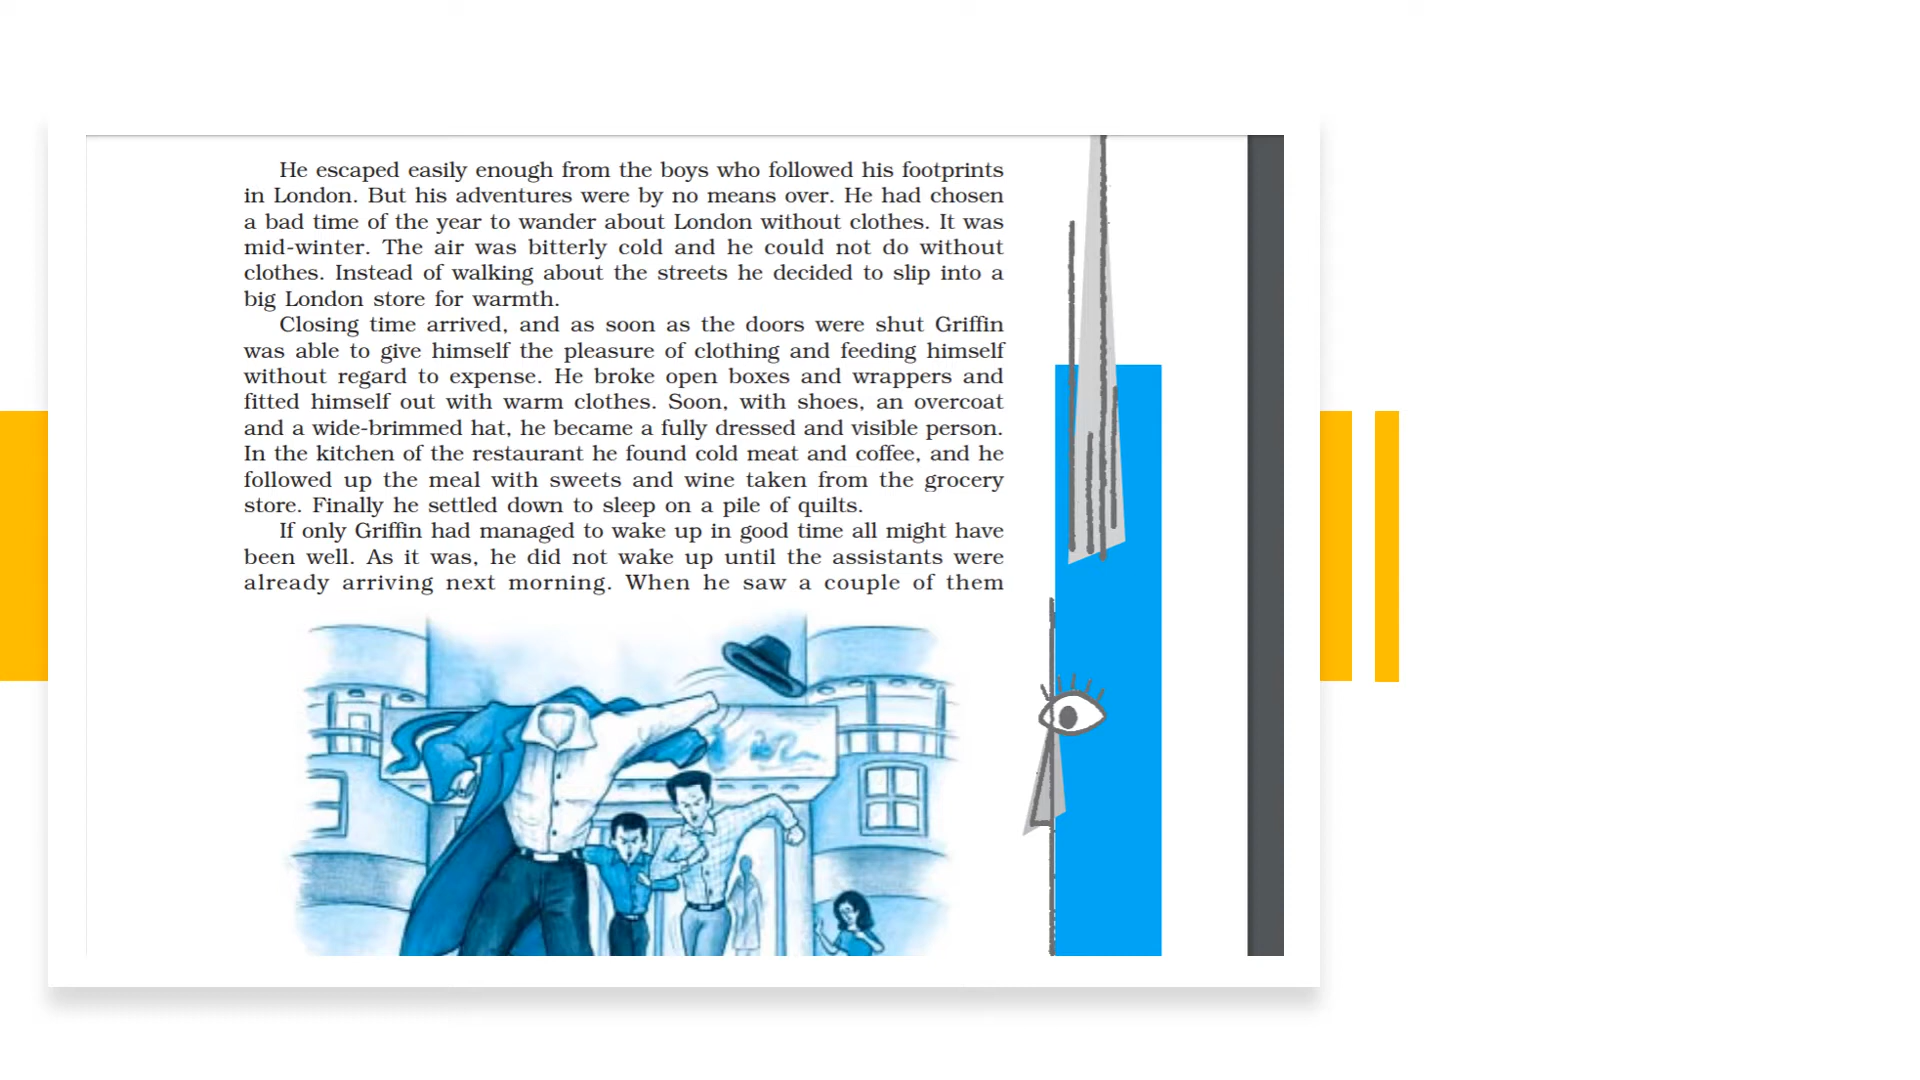 He escaped easily enough from the boys who followed his footprints
in London. But his adventures were by no means over. He had chosen
a bad time of the year to wander about London without clothes. It was
mid-winter. The air was bitterly cold and he could not do without
clothes. Instead of walking about the streets he decided to slip into a
big London store for warmth.
Closing time arrived, and as soon as the doors were shut Griffin
was able to give himself the pleasure of clothing and feeding himself
without regard to expense. He broke open boxes and wrappers and
fitted himself out with warm clothes. Soon, with shoes, an overcoat
and a wide-brimmed hat, he became a fully dressed and visible person.
In the kitchen of the restaurant he found cold meat and coffee, and he
followed up the meal with sweets and wine taken from the grocery
store. Finally he settled down to sleep on a pile of quilts.
If only Griffin had managed to wake up in good time all might have
been well. As it was, he did not wake up until the assistants were
already arriving next morning. When he saw a couple of them